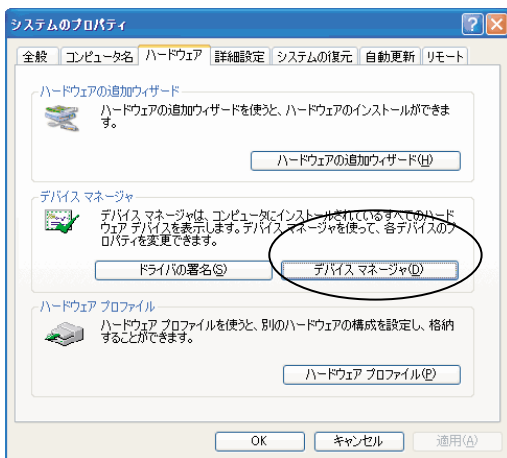 システムのプロパティ
全般 コンピュータ名 ハードウェア 詳細設定 システムの復元 自動更新 リモート
ハードウェアの追加ウィザード
ハードウェアの追加ウィザードを使うと、ハードウェアのインストールができま
す。
ハードウェアの追加ウィザード(H)
デバイス マネージャ
デバイス マネージャは、コンピュータにインストールされているすべてのハード
ウェア デバイスを表示します。デバイス マネージャを使って、各デバイスのプ
ロパティを変更できます。
ドライバの署名(S) デバイス マネージャ(D)
ハードウェア プロファイル
ハードウェア プロファイルを使うと、別のハードウェアの構成を設定し、格納
することができます。
ハードウェア プロファイル(P)
OK キャンセル 適用(A)